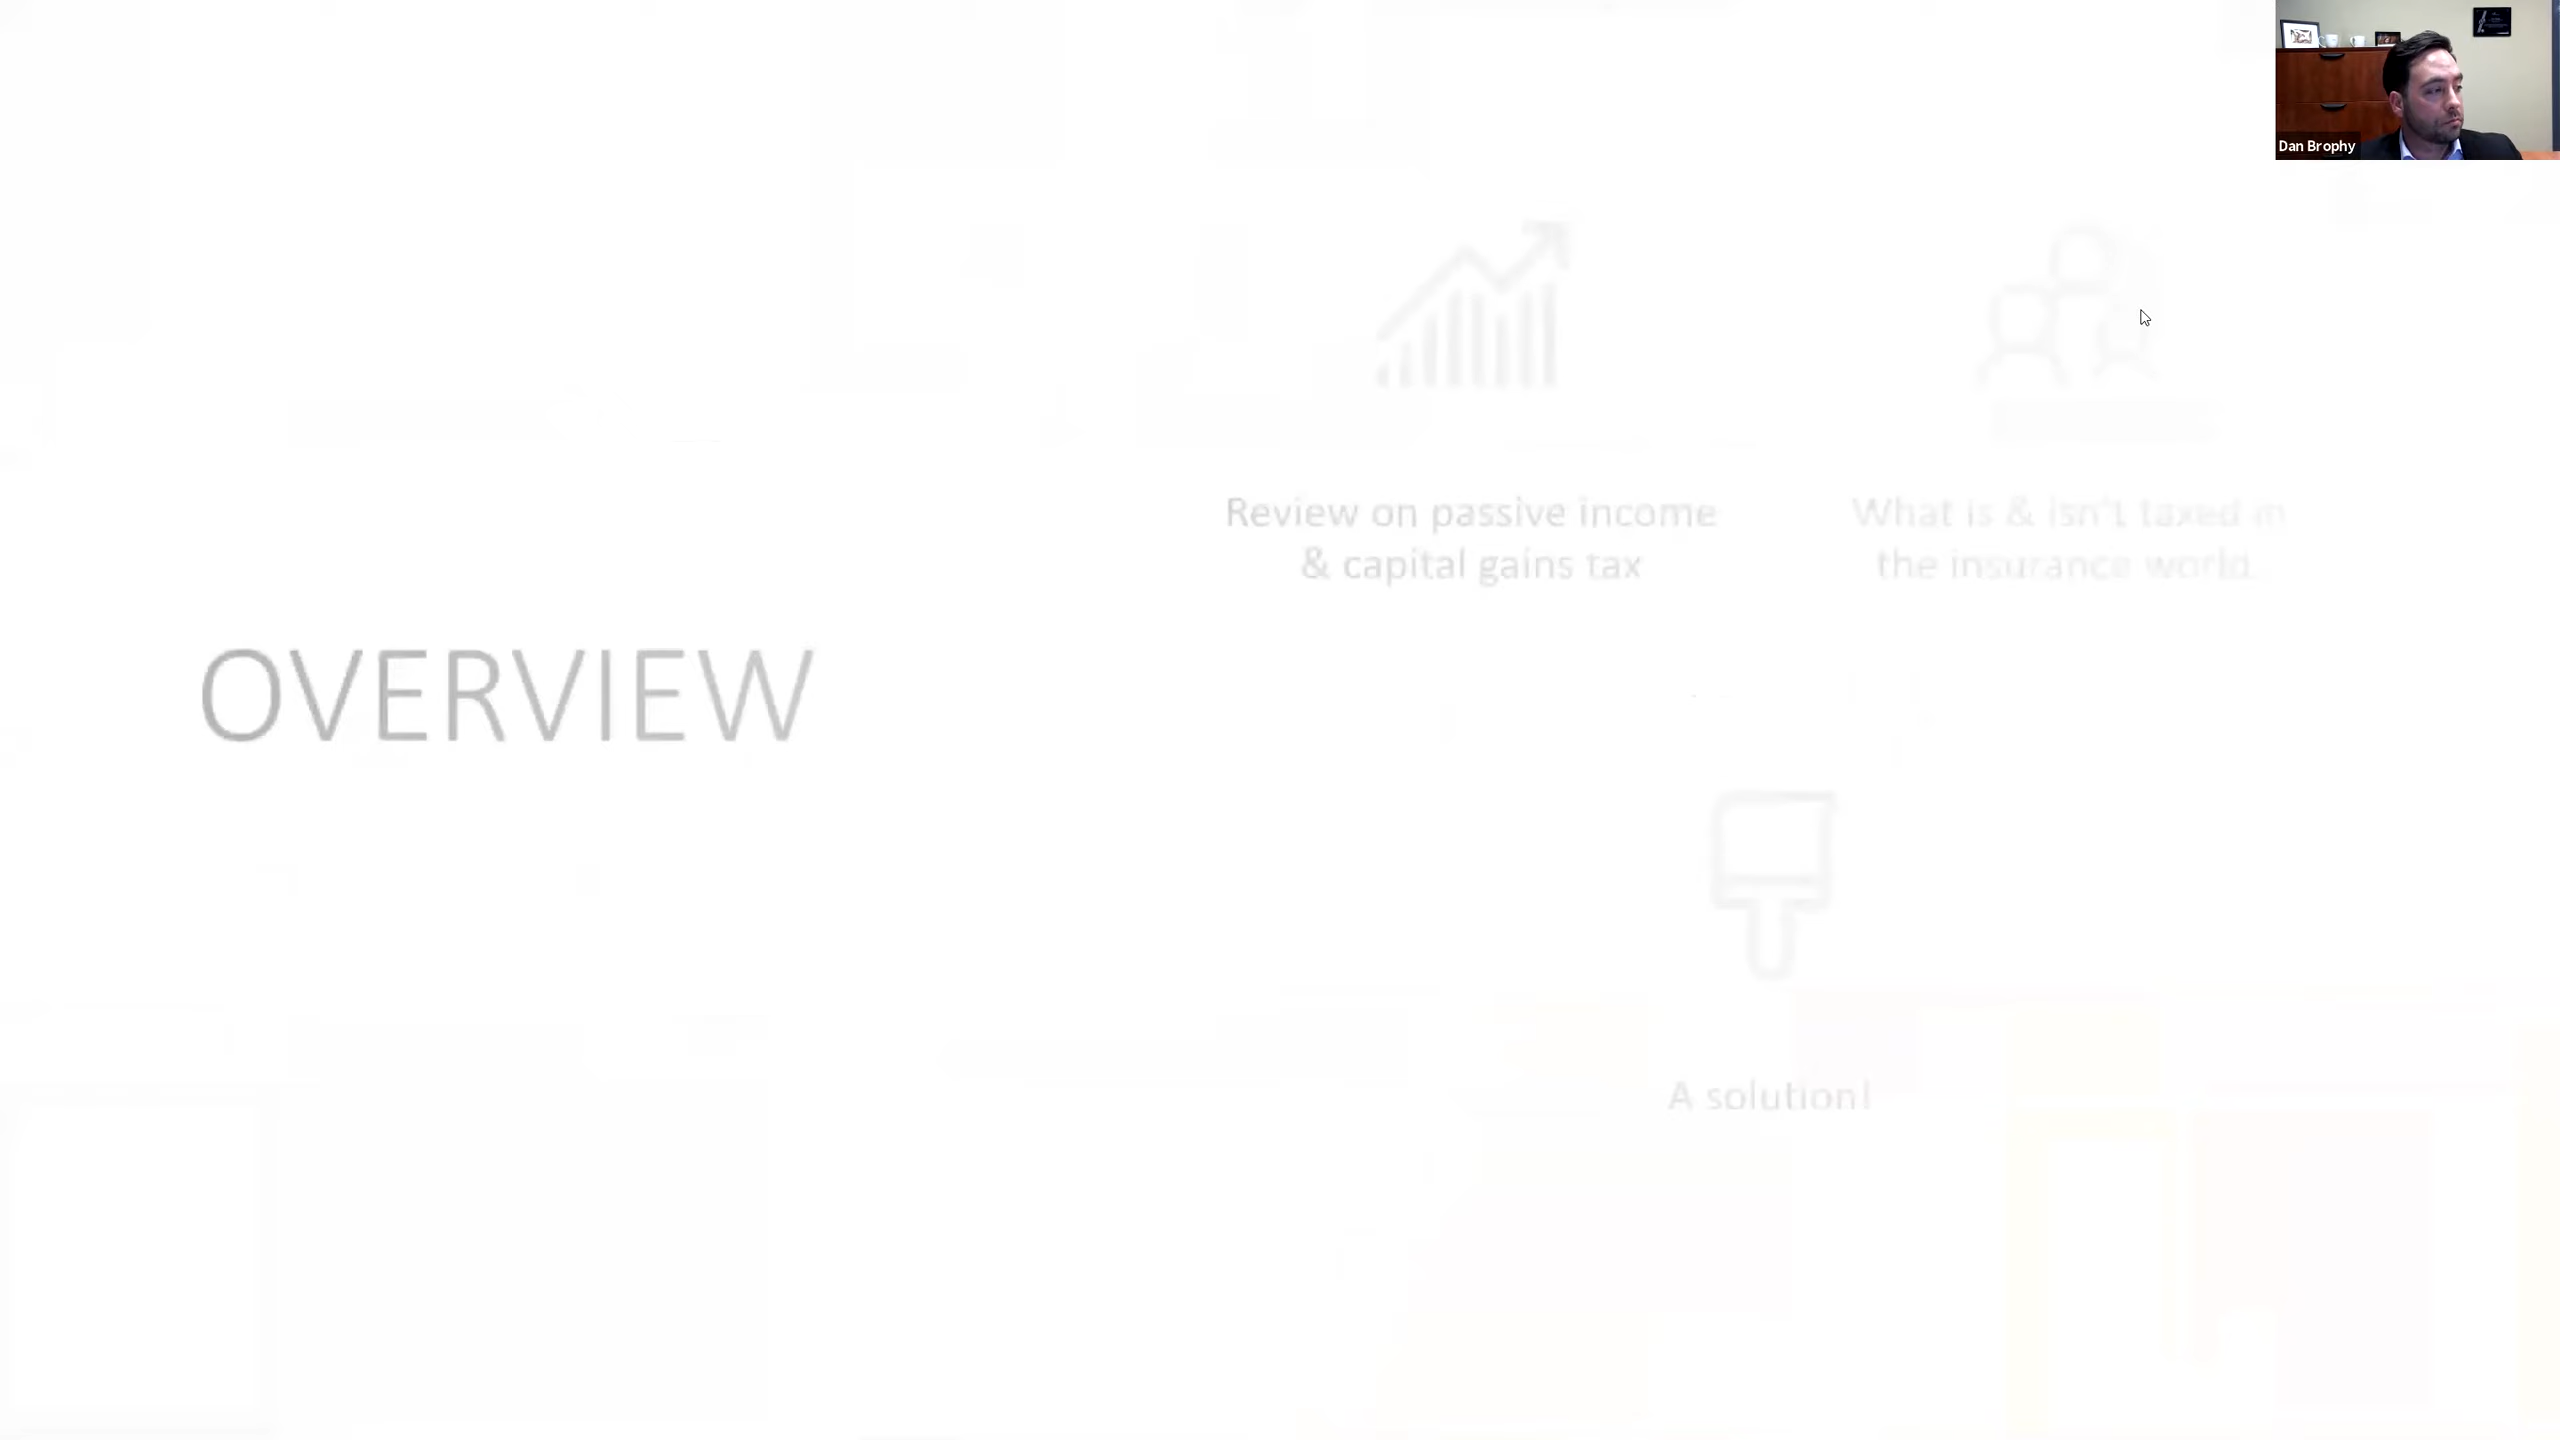 Dan Brophy
OVERVIEW
Review on passive income
& capital gains tax
What is & isn't taxed in
the insurance world.
A solution!